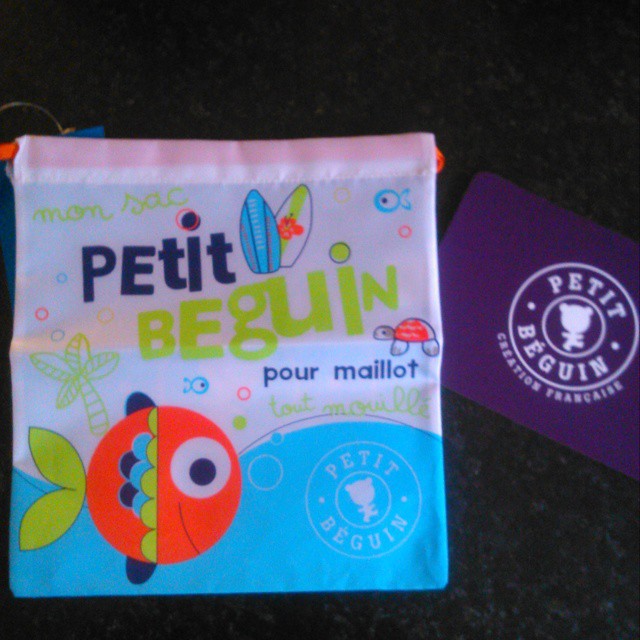 mon sac
PEtit
BEguiN
pour maillot
tout mouillé
PETIT
BÉGUIN
PETIT
BÉGUIN
CRÉATION FRANÇAISE